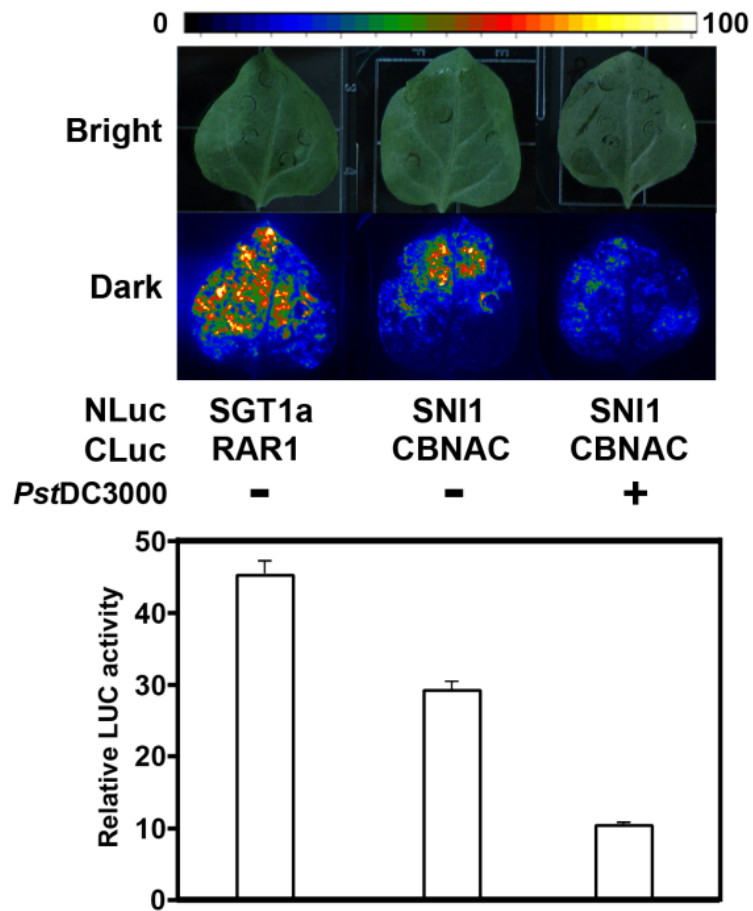 0 100
Bright
Dark
NLuc SGT1a SNI1 SNI1
CLuc RAR1 CBNAC CBNAC
PstDC3000 - - +
Relative LUC activity
50
40
30
20
10
0